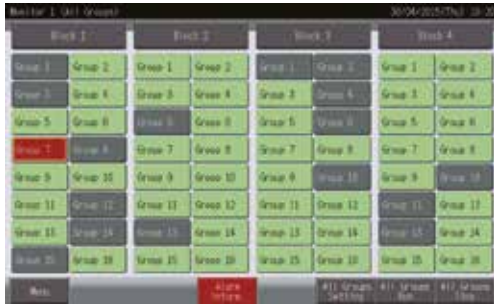 Monitor 1 (All Groups) 30/04/2015(Thu)
Block 1 Block 2 Block 3 Block 4
Group 1 Group 2 Group 1 Group 2 Group 1 Group 2 Group 1 Group 2
Group 3 Group 4 Group 3 Group 4 Group 3 Group 4 Group 3 Group 4
Group 5 Group 6 Group 5 Group 6 Group 5 Group 6 Group 5 Group 6
Group 7 Group 8 Group 7 Group 8 Group 7 Group 8 Group 7 Group 8
Group 9 Group 10 Group 9 Group 10 Group 9 Group 10 Group 9 Group 10
Group 11 Group 12 Group 11 Group 12 Group 11 Group 12 Group 11 Group 12
Group 13 Group 14 Group 13 Group 14 Group 13 Group 14 Group 13 Group 14
Group 15 Group 16 Group 15 Group 16 Group 15 Group 16 Group 15 Group 16
Menu Alarm All Groups All Groups All Groups
Inform Setting Run